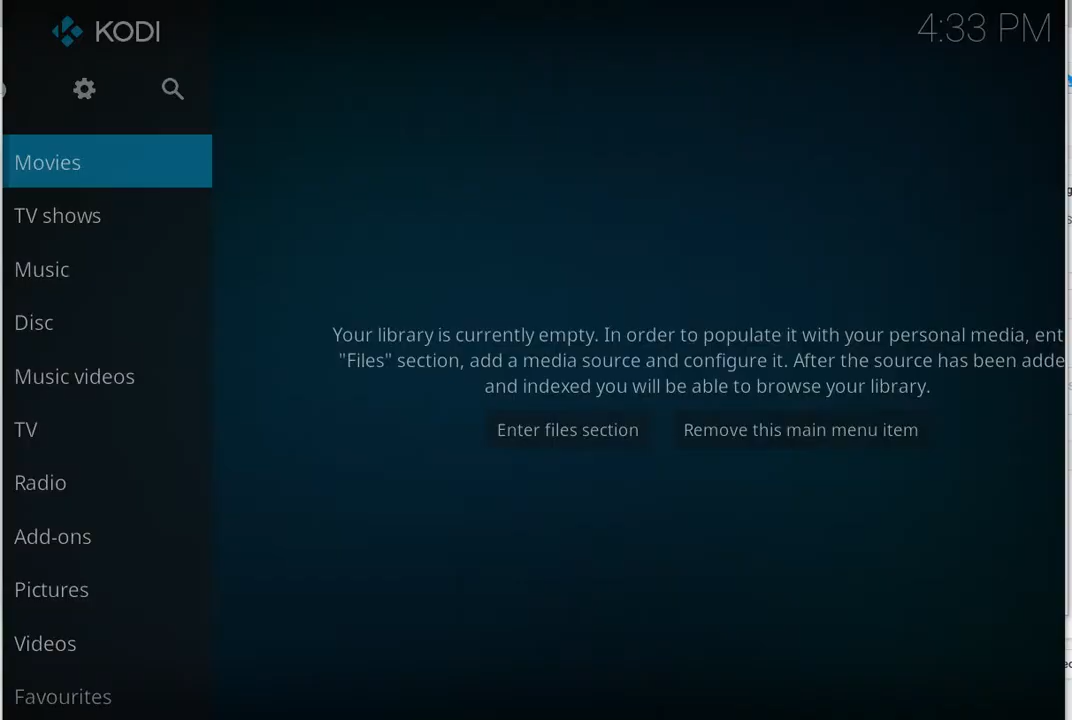 KODI
4:33 PM
Movies
TV shows
Music
Disc
Music videos
TV
Radio
Add-ons
Pictures
Videos
Favourites
Your library is currently empty. In order to populate it with your personal media, ent
"Files" section, add a media source and configure it. After the source has been adde
and indexed you will be able to browse your library.
Enter files section
Remove this main menu item